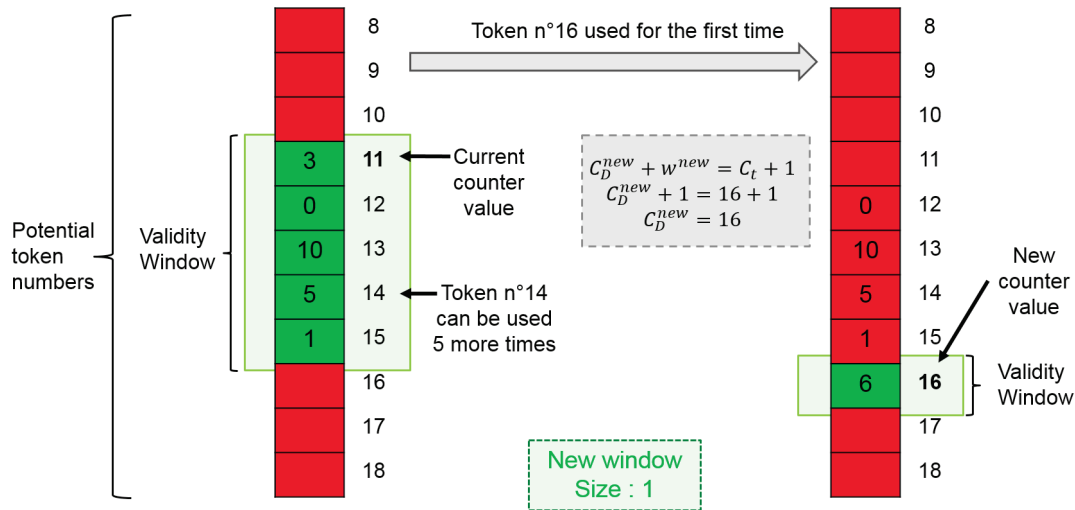 Potential
token
numbers
Validity
Window
8
9
10
3 11
0 12
10 13
5 14
1 15
16
17
18
Current
counter
value
Token n°14
can be used
5 more times
Token n°16 used for the first time
$C_D^{new} + w^{new} = C_t + 1$
$C_D^{new} + 1 = 16 + 1$
$C_D^{new} = 16$
New window
Size : 1
8
9
10
11
0 12
10 13
5 14
1 15
6 16
17
18
New
counter
value
Validity
Window